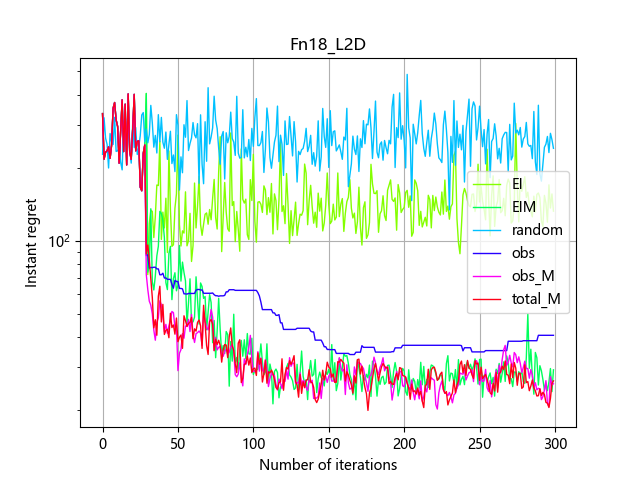 Fn18_L2D
Instant regret
10²
EI
EIM
random
obs
obs_M
total_M
0 50 100 150 200 250 300
Number of iterations